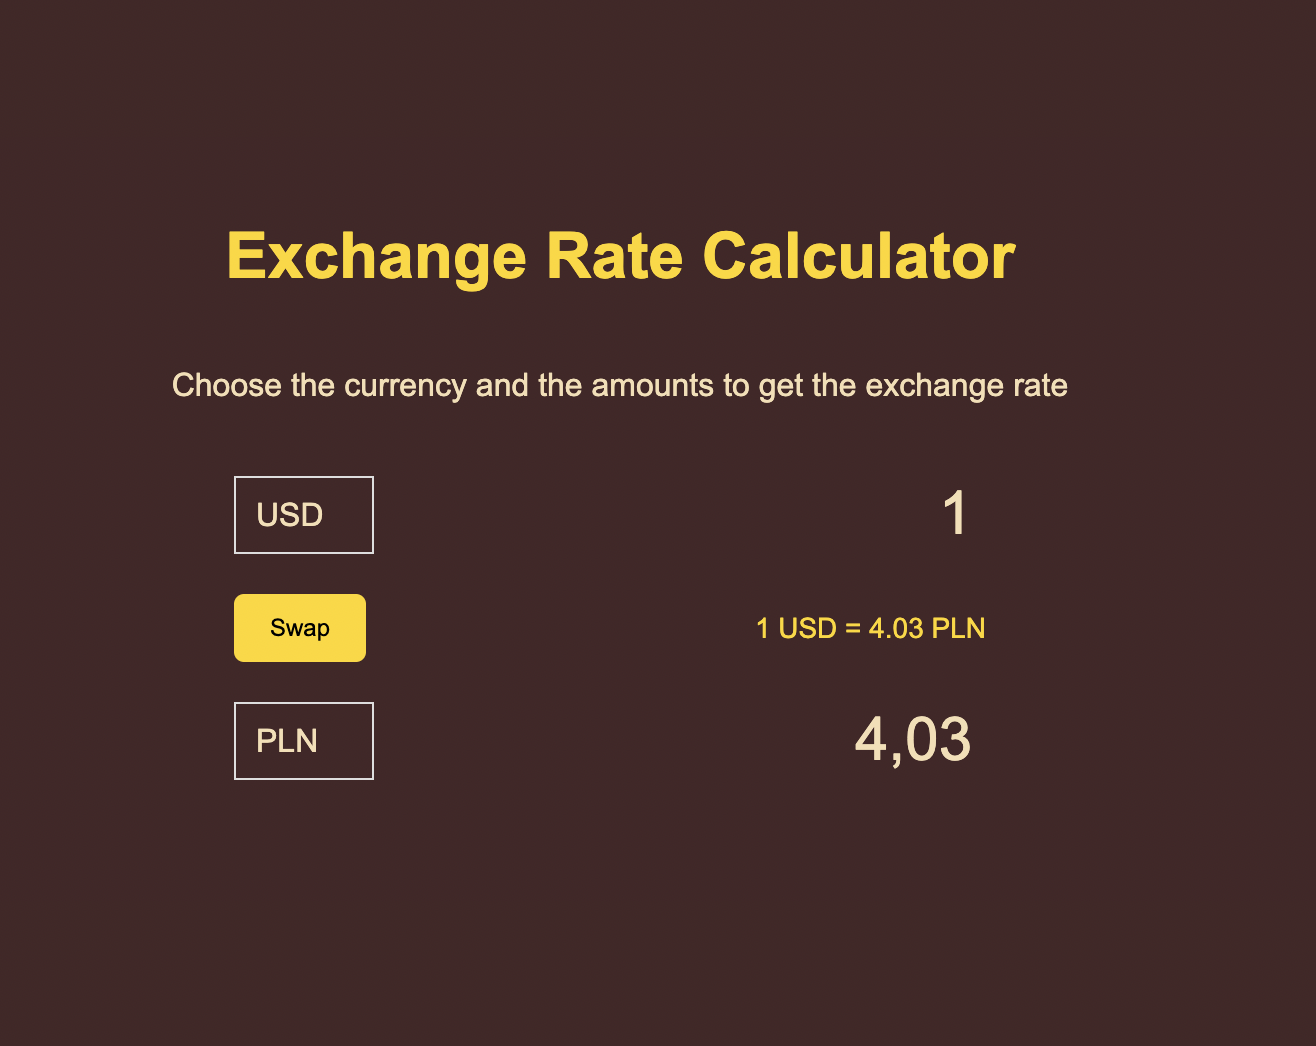 Exchange Rate Calculator
Choose the currency and the amounts to get the exchange rate
USD 1
Swap 1 USD = 4.03 PLN
PLN 4,03